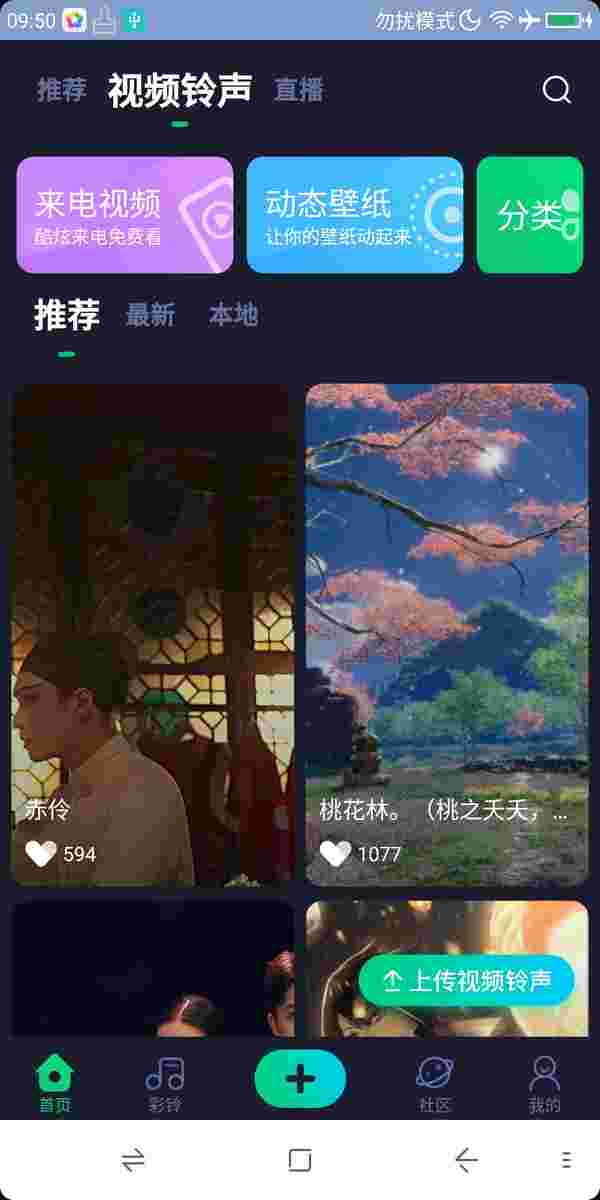 09:50 勿扰模式
推荐 视频铃声 直播
来电视频
酷炫来电免费看
动态壁纸
让你的壁纸动起来
分类
推荐 最新 本地
赤伶
594
桃花林。（桃之夭夭，...
1077
上传视频铃声
首页 彩铃 社区 我的